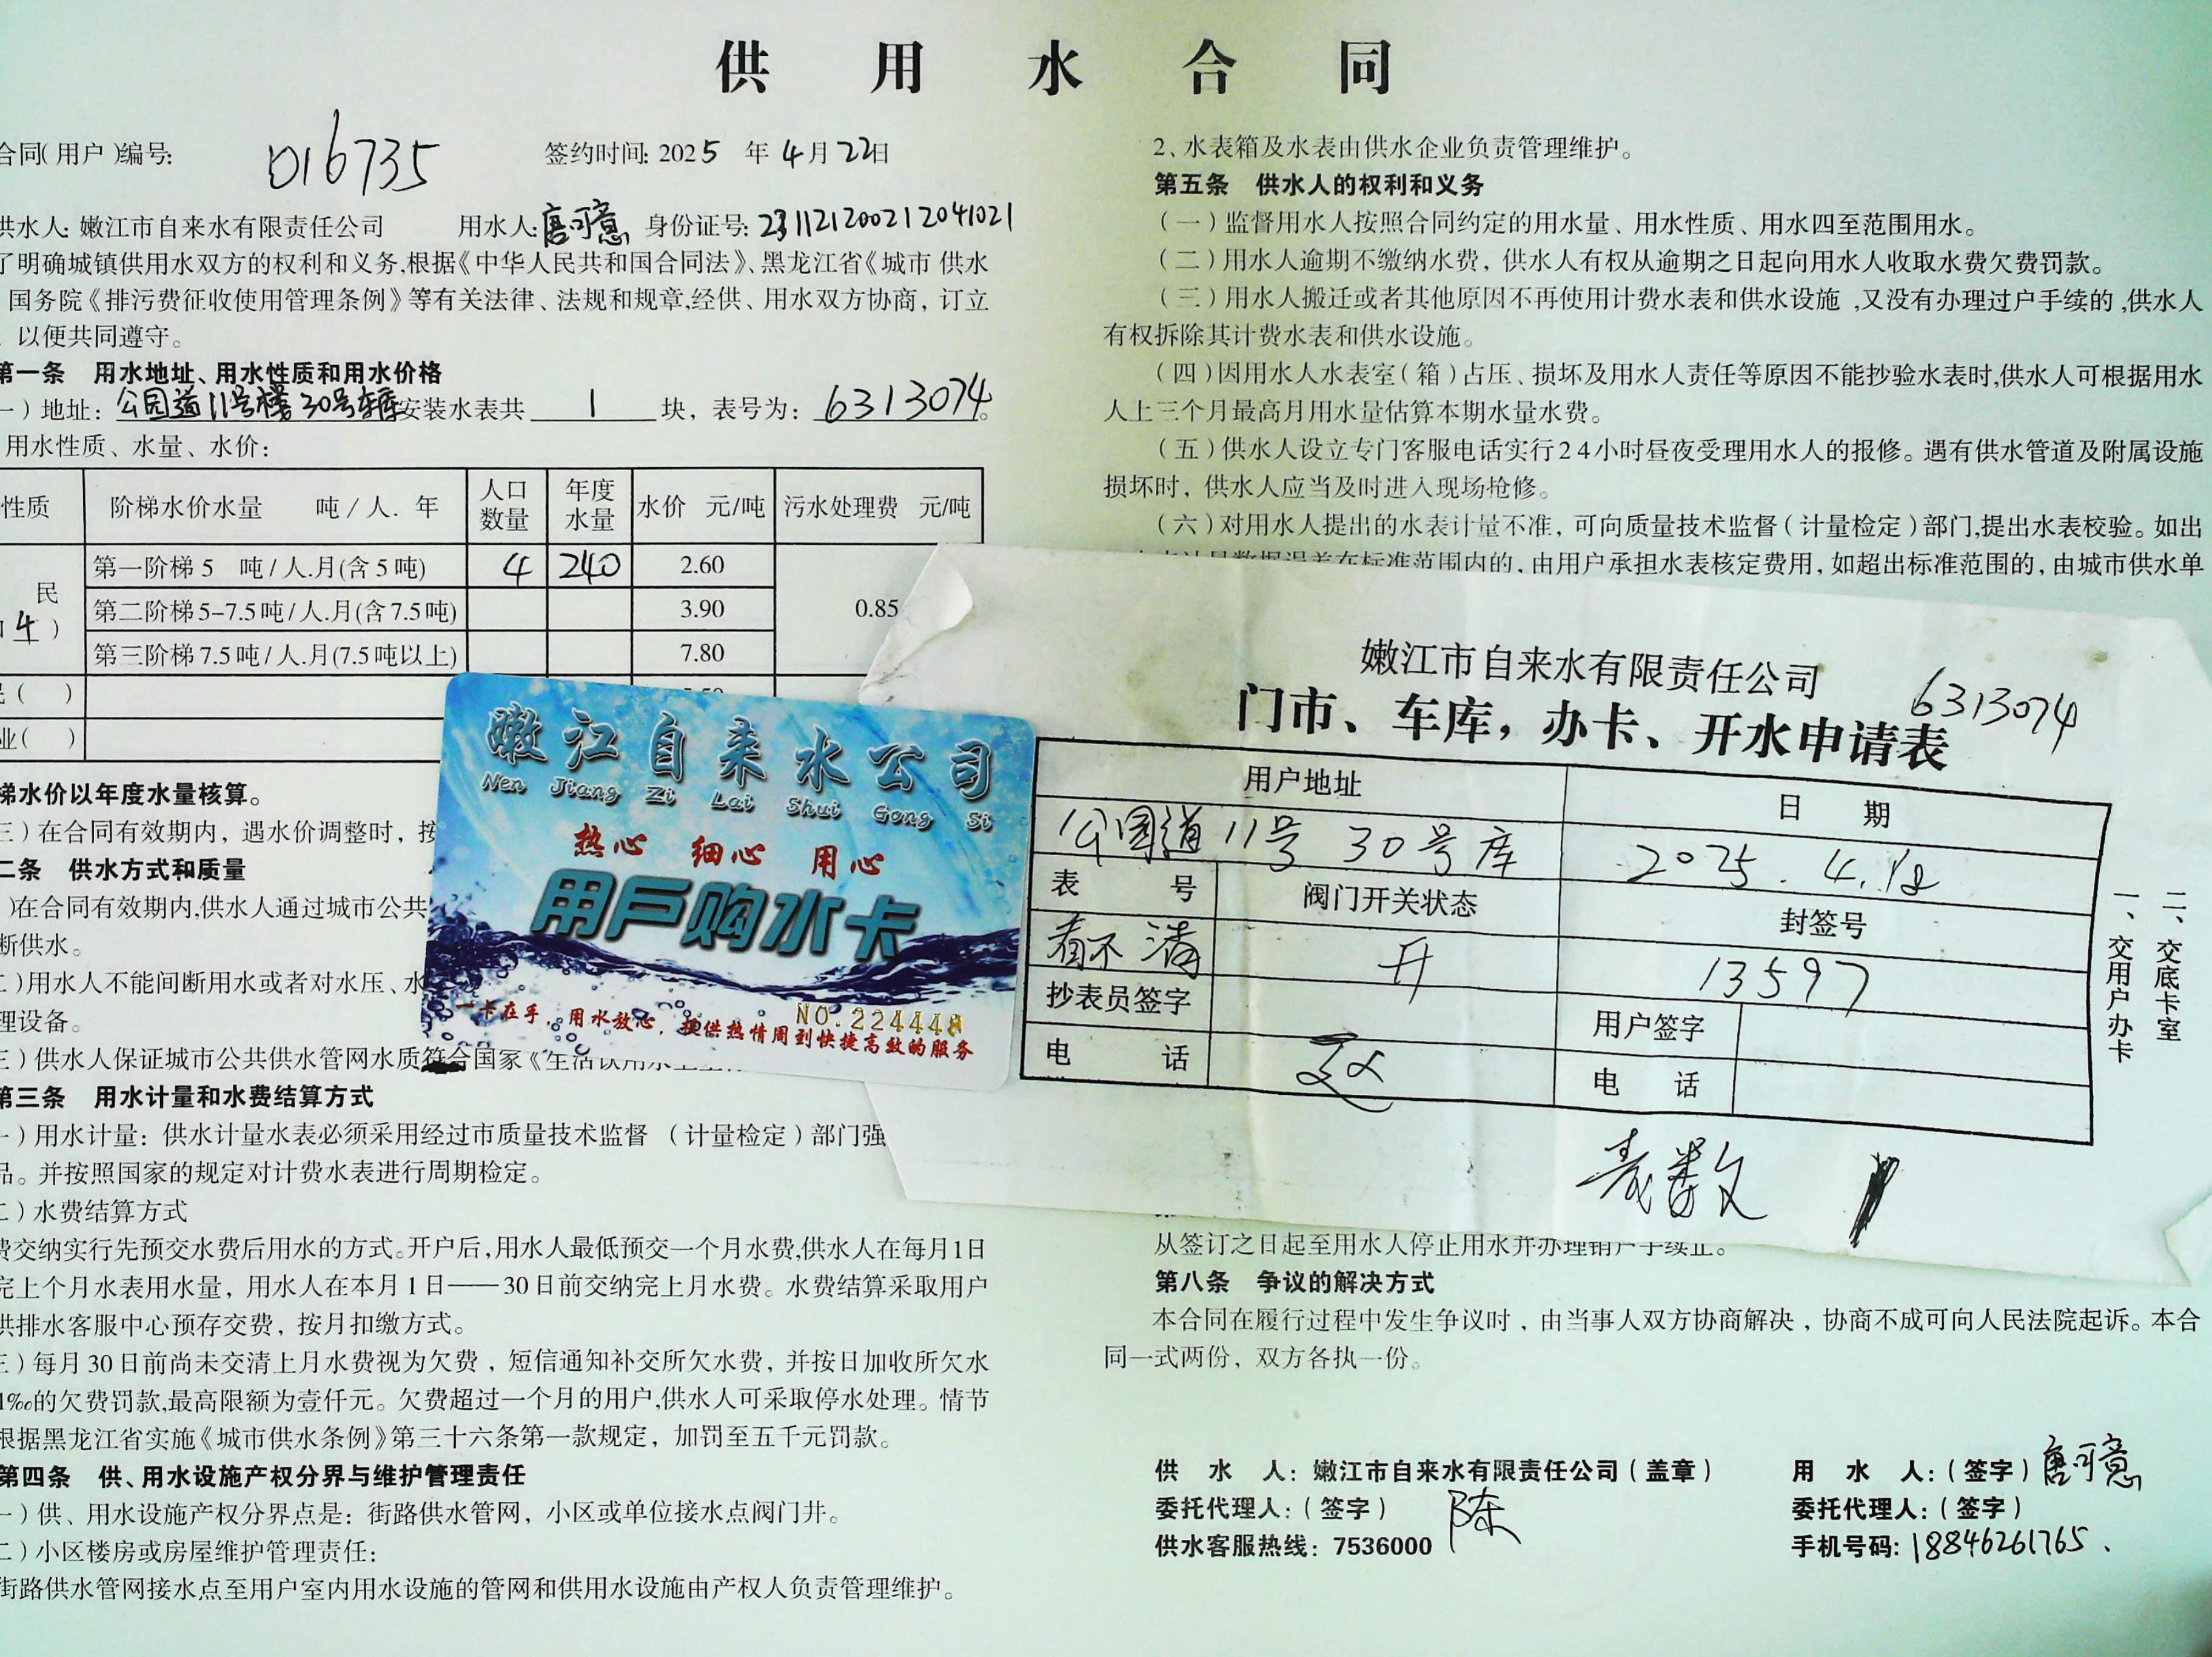 供用水合同
合同(用户)编号: 016735 签约时间: 2025 年 4月22日
供水人: 嫩江市自来水有限责任公司 用水人: 唐可意 身份证号: 231121200212041021
了明确城镇供用水双方的权利和义务,根据《中华人民共和国合同法》、黑龙江省《城市 供水
国务院《排污费征收使用管理条例》等有关法律、法规和规章,经供、用水双方协商, 订立
以便共同遵守。
第一条 用水地址、用水性质和用水价格
一)地址: 公园道11号楼30号车库安装水表共 1 块, 表号为: 6313074。
用水性质、水量、水价:
性质 阶梯水价水量 吨/人. 年 人口数量 年度水量 水价 元/吨 污水处理费 元/吨
民 4 )
第一阶梯 5 吨/人.月(含 5 吨) 4 240 2.60
第二阶梯 5-7.5吨/人.月(含 7.5吨) 3.90 0.85
第三阶梯 7.5吨/人.月(7.5吨以上) 7.80
( )
业( )
梯水价以年度水量核算。
三)在合同有效期内, 遇水价调整时, 按
二条 供水方式和质量
)在合同有效期内,供水人通过城市公共
断供水。
二)用水人不能间断用水或者对水压、水
理设备。
三)供水人保证城市公共供水管网水质符合国家《生活饮用水
第三条 用水计量和水费结算方式
一)用水计量: 供水计量水表必须采用经过市质量技术监督 (计量检定)部门强
品。并按照国家的规定对计费水表进行周期检定。
二)水费结算方式
费交纳实行先预交水费后用水的方式。开户后,用水人最低预交一个月水费,供水人在每月1日
完上个月水表用水量, 用水人在本月 1 日——30 日前交纳完上月水费。水费结算采取用户
供排水客服中心预存交费, 按月扣缴方式。
三)每月 30 日前尚未交清上月水费视为欠费, 短信通知补交所欠水费, 并按日加收所欠水
1‰的欠费罚款,最高限额为壹仟元。欠费超过一个月的用户,供水人可采取停水处理。情节
根据黑龙江省实施《城市供水条例》第三十六条第一款规定, 加罚至五千元罚款。
第四条 供、用水设施产权分界与维护管理责任
一)供、用水设施产权分界点是: 街路供水管网, 小区或单位接水点阀门井。
二)小区楼房或房屋维护管理责任:
街路供水管网接水点至用户室内用水设施的管网和供用水设施由产权人负责管理维护。
2、水表箱及水表由供水企业负责管理维护。
第五条 供水人的权利和义务
(一)监督用水人按照合同约定的用水量、用水性质、用水四至范围用水。
(二)用水人逾期不缴纳水费, 供水人有权从逾期之日起向用水人收取水费欠费罚款。
(三)用水人搬迁或者其他原因不再使用计费水表和供水设施,又没有办理过户手续的,供水人
有权拆除其计费水表和供水设施。
(四)因用水人水表室(箱)占压、损坏及用水人责任等原因不能抄验水表时,供水人可根据用水
人上三个月最高月用水量估算本期水量水费。
(五)供水人设立专门客服电话实行24小时昼夜受理用水人的报修。遇有供水管道及附属设施
损坏时, 供水人应当及时进入现场抢修。
(六)对用水人提出的水表计量不准, 可向质量技术监督(计量检定)部门,提出水表校验。如出
计量数据误差在标准范围内的, 由用户承担水表核定费用, 如超出标准范围的, 由城市供水单
嫩江自来水公司
Nen Jiang Zi Lai Shui Gong Si
热心 细心 用心
用户购水卡
NO.224448
一卡在手, 用水放心, 提供热情周到快捷高效的服务
嫩江市自来水有限责任公司
6313074
门市、车库, 办卡、开水申请表
用户地址 日 期
公园道11号 30号库 2025.4.18
表 号 阀门开关状态 封签号
看不清 开 13597
抄表员签字 用户签字
电 话 电 话
一、交用户办卡
二、交底卡室
表数
从签订之日起至用水人停止用水并办理销户手续止。
第八条 争议的解决方式
本合同在履行过程中发生争议时, 由当事人双方协商解决, 协商不成可向人民法院起诉。本合
同一式两份, 双方各执一份。
供 水 人: 嫩江市自来水有限责任公司(盖章) 用 水 人:(签字)唐可意
委托代理人:(签字) 陈 委托代理人:(签字)
供水客服热线: 7536000 手机号码: 18846261765.